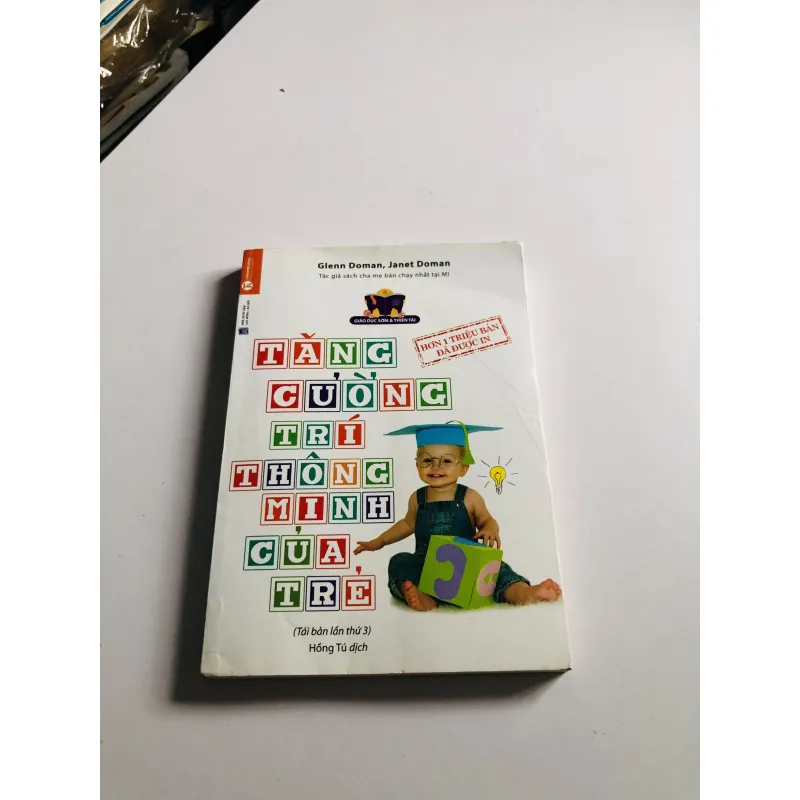 Glenn Doman, Janet Doman
Tác giả sách cha mẹ bán chạy nhất tại Mĩ
GIÁO DỤC SỚM & THIÊN TÀI
HƠN 1 TRIỆU BẢN
ĐÃ ĐƯỢC IN
TĂNG
CƯỜNG
TRÍ
THÔNG
MINH
CỦA
TRẺ
(Tái bản lần thứ 3)
Hồng Tú dịch